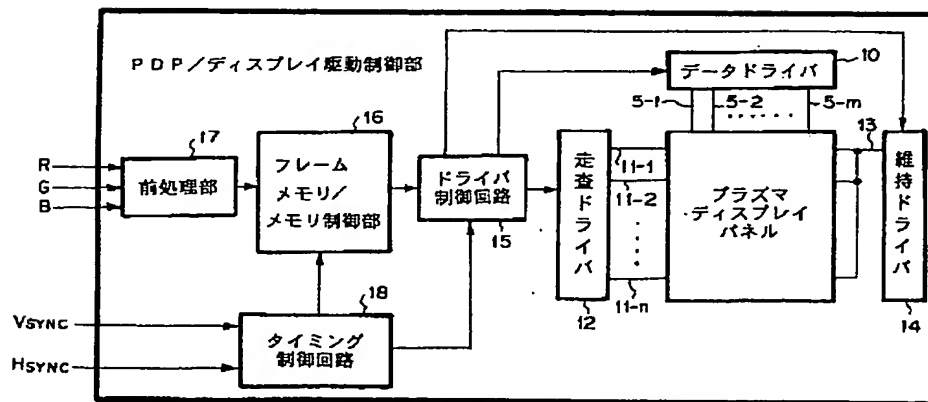 PDP/ディスプレイ駆動制御部
10
データドライバ
5-1
5-2
5-m
17
前処理部
R
G
B
16
フレーム
メモリ/
メモリ制御部
ドライバ
制御回路
15
走査ドライバ
12
11-1
11-2
11-n
プラズマ
ディスプレイ
パネル
13
維持ドライバ
14
VSYNC
HSYNC
18
タイミング
制御回路